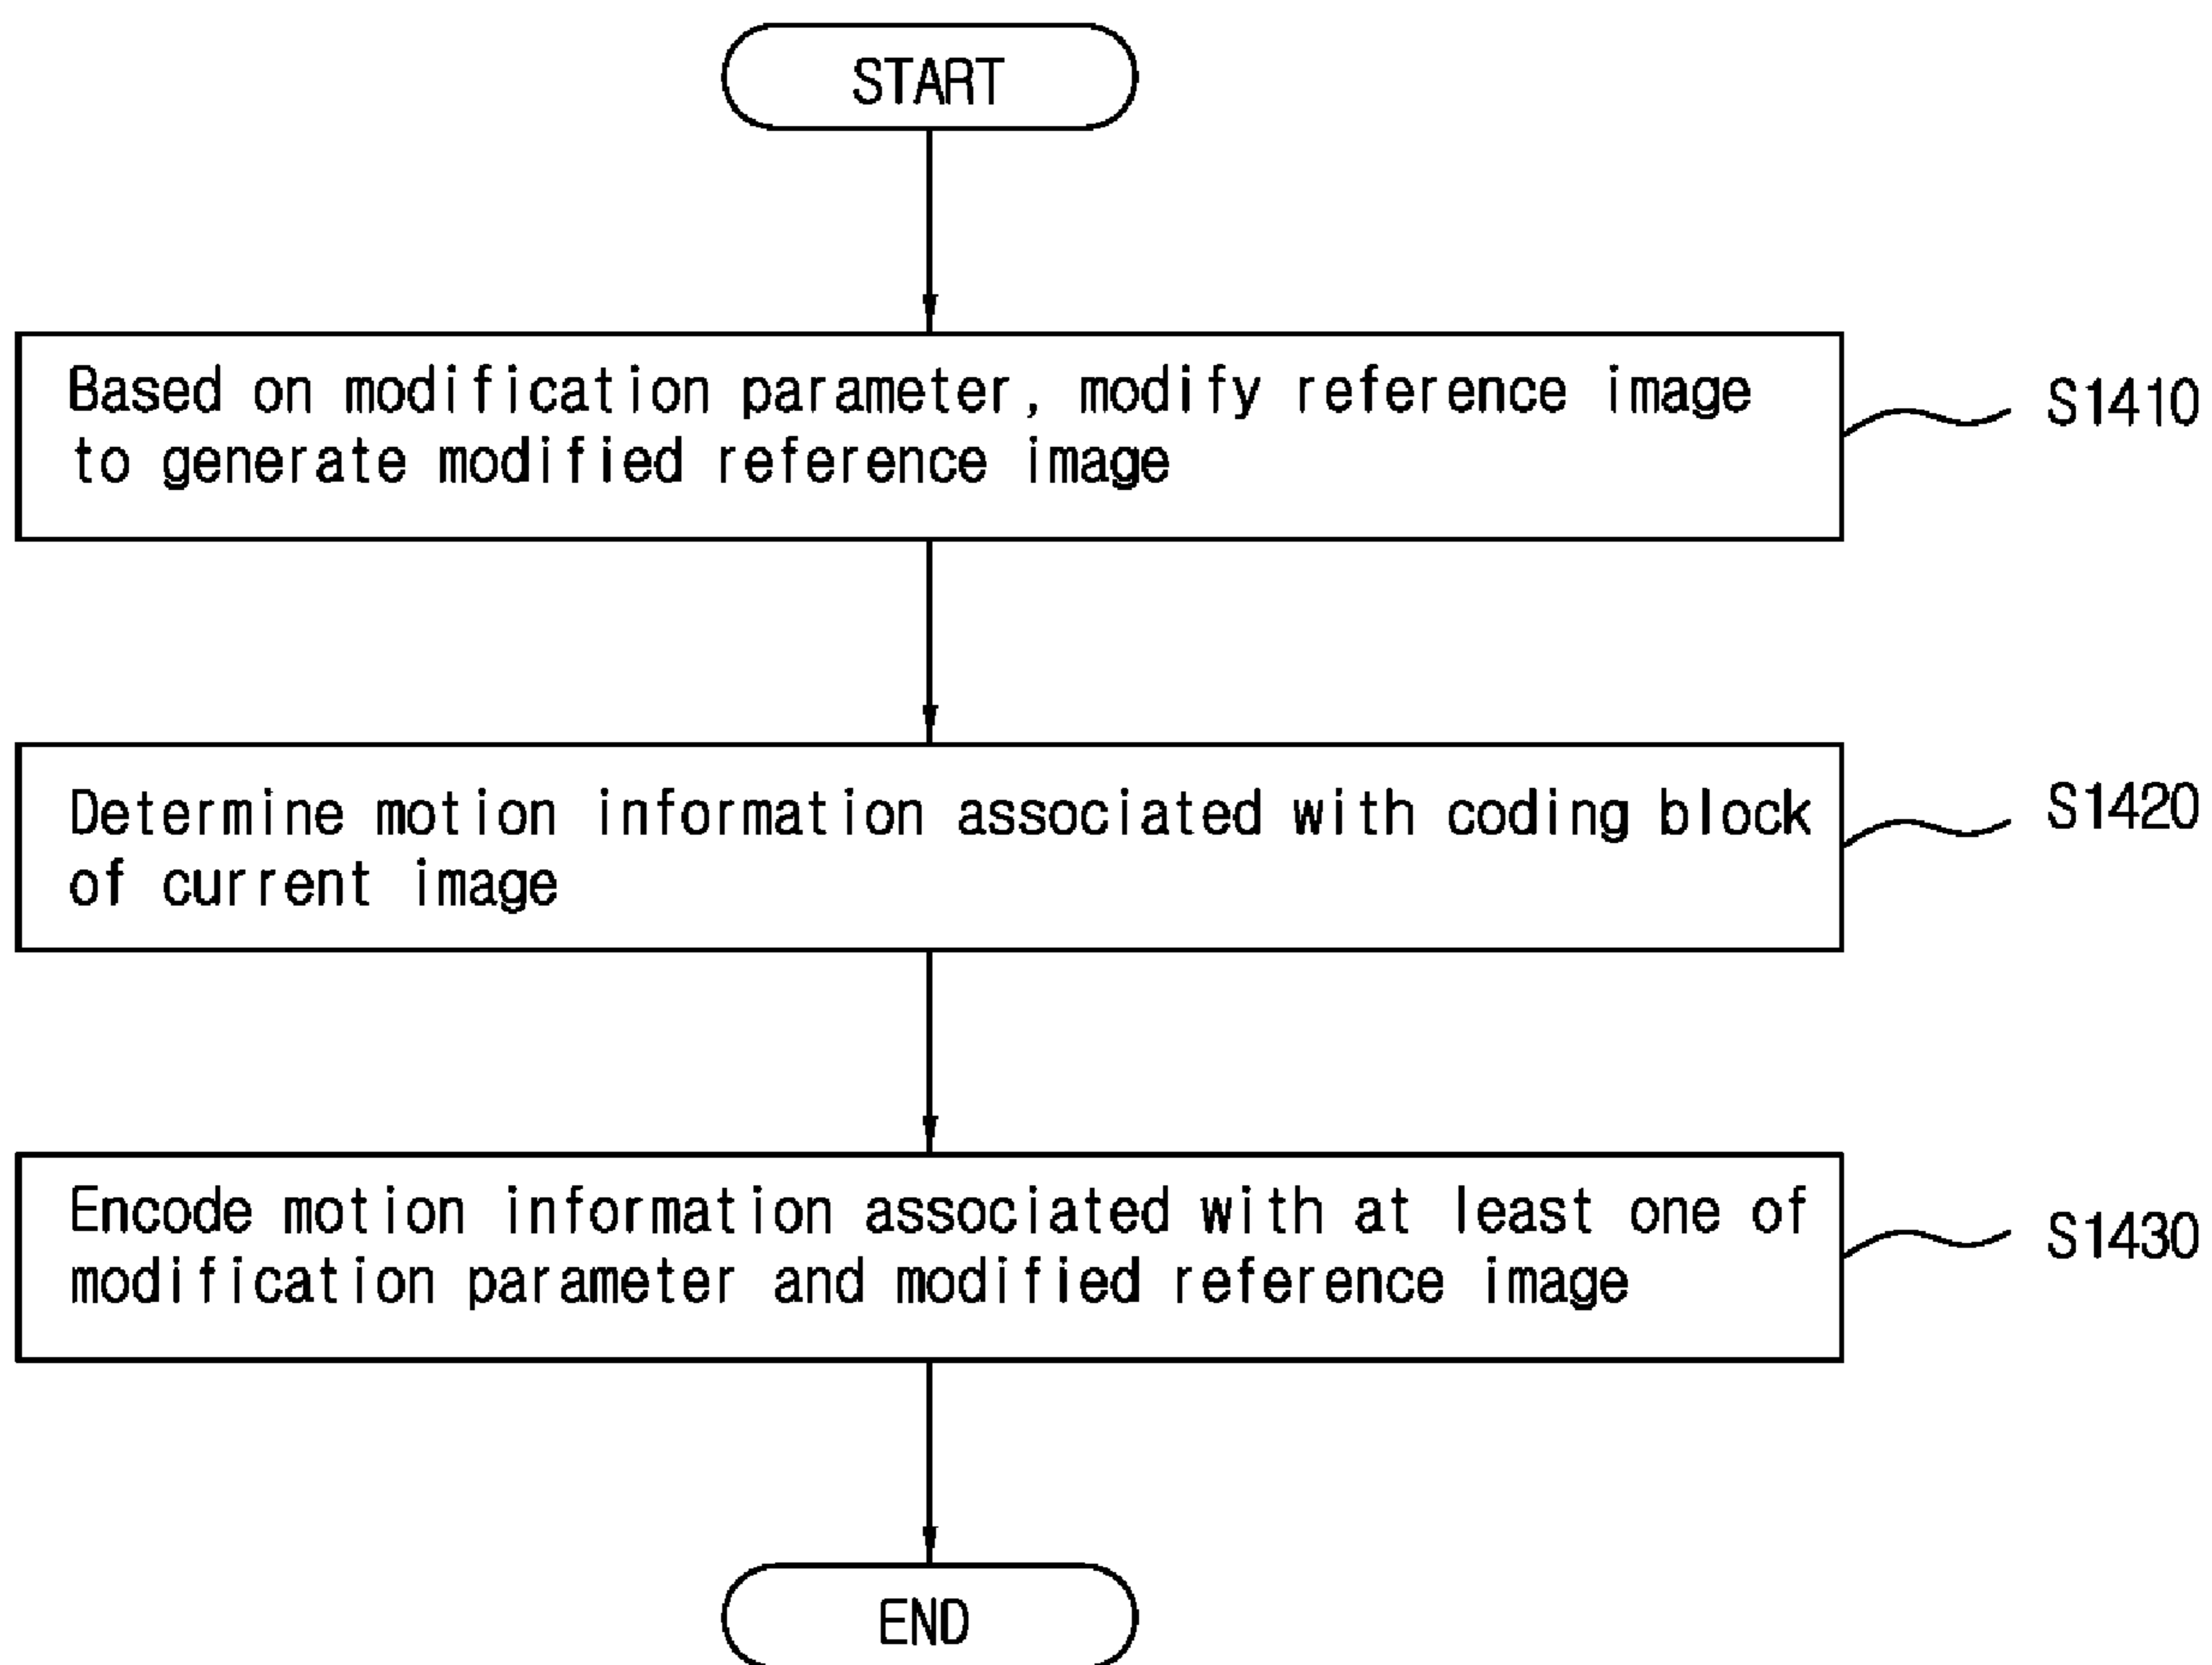 START
Based on modification parameter, modify reference image
to generate modified reference image
S1410
Determine motion information associated with coding block
of current image
S1420
Encode motion information associated with at least one of
modification parameter and modified reference image
S1430
END